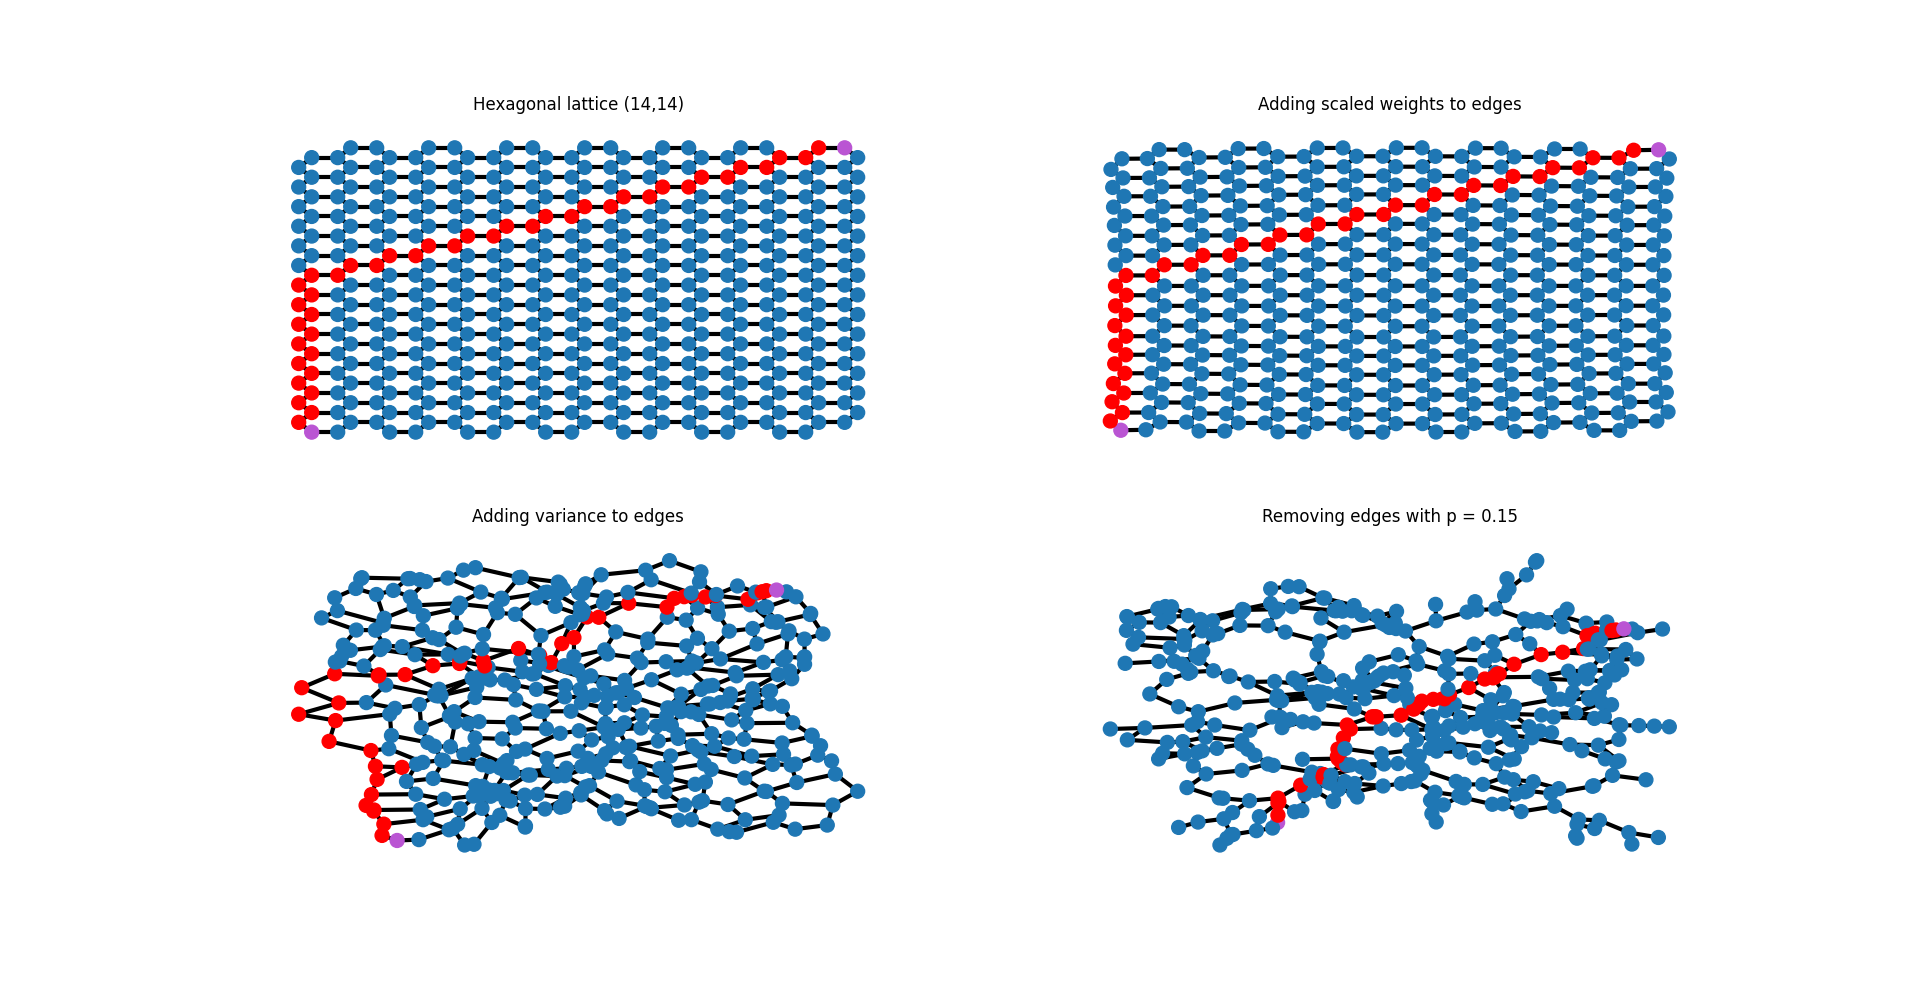 Hexagonal lattice (14,14)
Adding scaled weights to edges
Adding variance to edges
Removing edges with p = 0.15